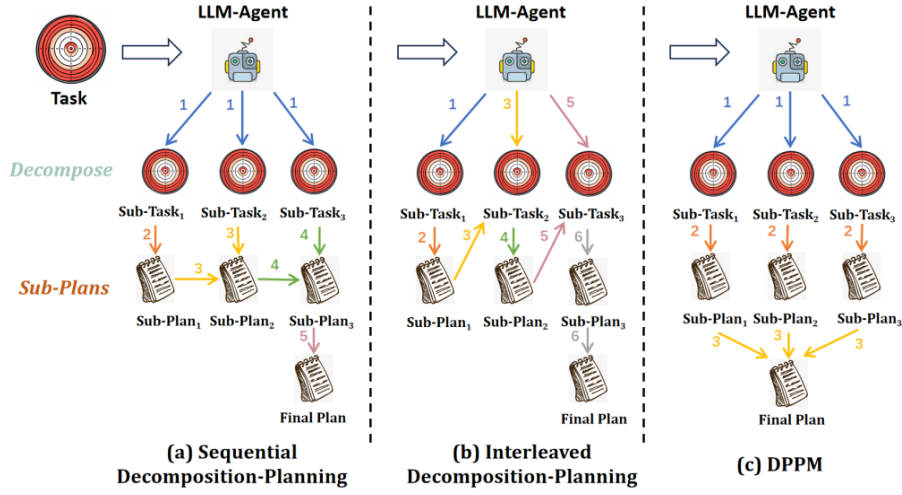 LLM-Agent LLM-Agent LLM-Agent
Task
1 1 1 1 3 5 1 1 1
Decompose
Sub-Task₁ Sub-Task₂ Sub-Task₃ Sub-Task₁ Sub-Task₂ Sub-Task₃ Sub-Task₁ Sub-Task₂ Sub-Task₃
2 3 4 2 3 4 5 6 2 2 2
3 4
Sub-Plans
Sub-Plan₁ Sub-Plan₂ Sub-Plan₃ Sub-Plan₁ Sub-Plan₂ Sub-Plan₃ Sub-Plan₁ Sub-Plan₂ Sub-Plan₃
5 6 3 3 3
Final Plan Final Plan Final Plan
(a) Sequential
Decomposition-Planning
(b) Interleaved
Decomposition-Planning
(c) DPPM